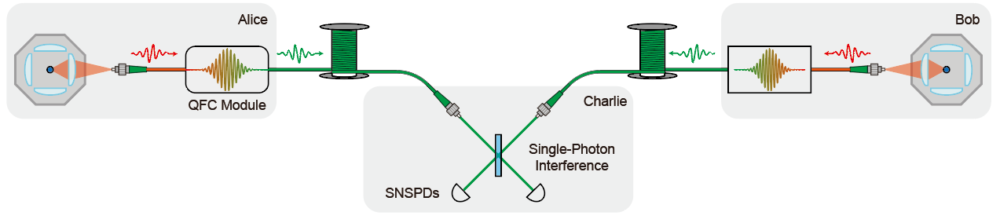 Alice
Bob
QFC Module
Charlie
Single-Photon
Interference
SNSPDs